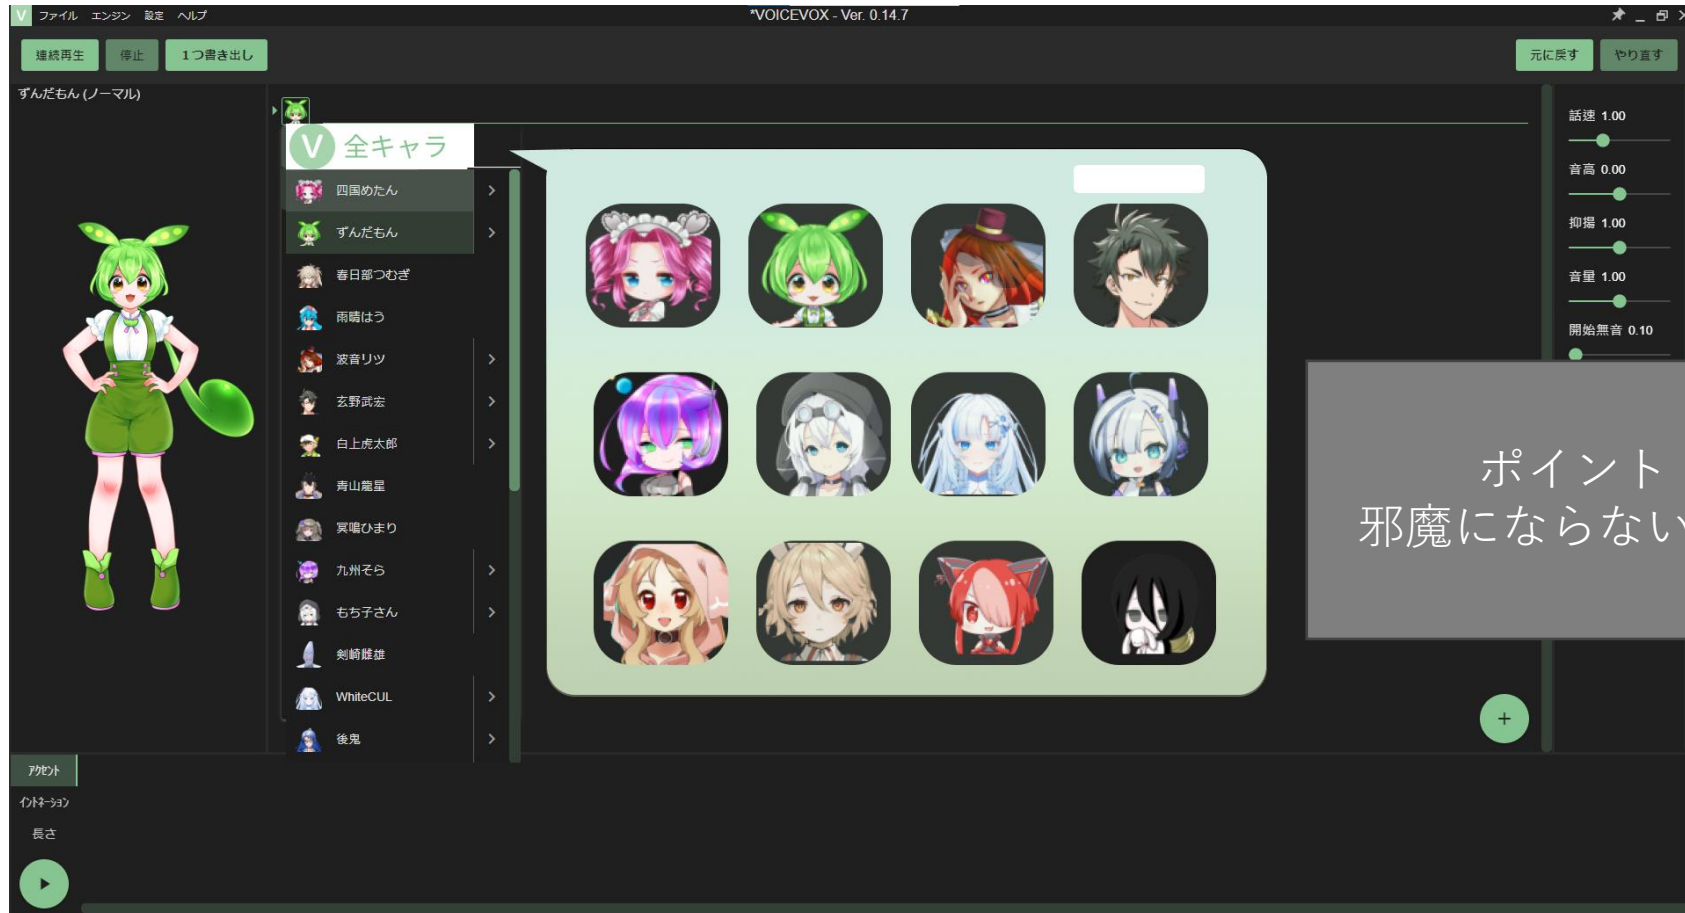 V ファイル エンジン 設定 ヘルプ
*VOICEVOX - Ver. 0.14.7
連続再生 停止 1つ書き出し
元に戻す やり直す
ずんだもん (ノーマル)
V 全キャラ
四国めたん
ずんだもん
春日部つむぎ
雨晴はう
波音リツ
玄野武宏
白上虎太郎
青山龍星
冥鳴ひまり
九州そら
もち子さん
剣崎雌雄
WhiteCUL
後鬼
話速 1.00
音高 0.00
抑揚 1.00
音量 1.00
開始無音 0.10
ポイント
邪魔にならない
アクセント
イントネーション
長さ